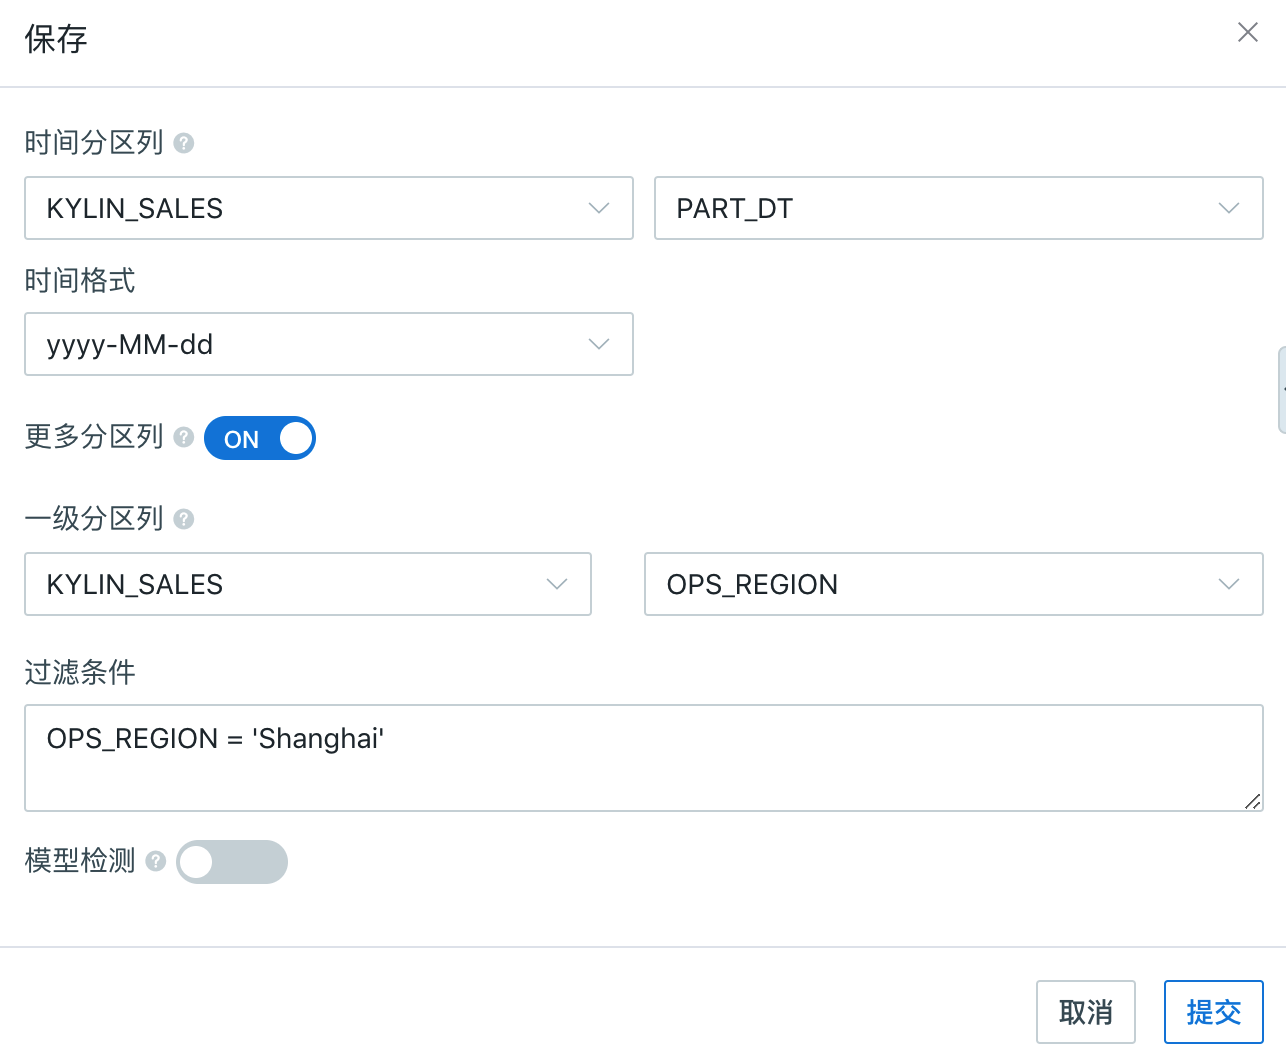 保存
时间分区列 ?
KYLIN_SALES PART_DT
时间格式
yyyy-MM-dd
更多分区列 ? ON
一级分区列 ?
KYLIN_SALES OPS_REGION
过滤条件
OPS_REGION = 'Shanghai'
模型检测 ?
取消 提交